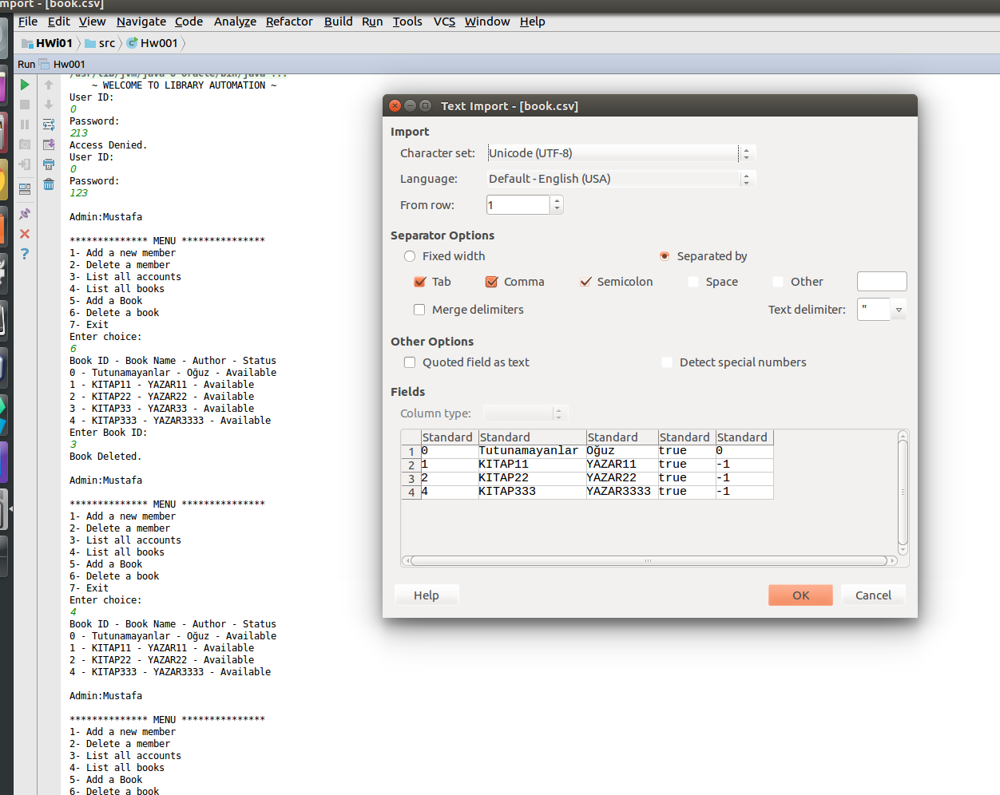 mport - [book.csv]
File Edit View Navigate Code Analyze Refactor Build Run Tools VCS Window Help
HWi01 src Hw001
Run Hw001
/usr/lib/jvm/java-8-oracle/bin/java ...
~ WELCOME TO LIBRARY AUTOMATION ~
User ID:
0
Password:
213
Access Denied.
User ID:
0
Password:
123
Admin:Mustafa
************** MENU ***************
1- Add a new member
2- Delete a member
3- List all accounts
4- List all books
5- Add a Book
6- Delete a book
7- Exit
Enter choice:
6
Book ID - Book Name - Author - Status
0 - Tutunamayanlar - Oğuz - Available
1 - KITAP11 - YAZAR11 - Available
2 - KITAP22 - YAZAR22 - Available
3 - KITAP33 - YAZAR33 - Available
4 - KITAP333 - YAZAR3333 - Available
Enter Book ID:
3
Book Deleted.
Admin:Mustafa
************** MENU ***************
1- Add a new member
2- Delete a member
3- List all accounts
4- List all books
5- Add a Book
6- Delete a book
7- Exit
Enter choice:
4
Book ID - Book Name - Author - Status
0 - Tutunamayanlar - Oğuz - Available
1 - KITAP11 - YAZAR11 - Available
2 - KITAP22 - YAZAR22 - Available
4 - KITAP333 - YAZAR3333 - Available
Admin:Mustafa
************** MENU ***************
1- Add a new member
2- Delete a member
3- List all accounts
4- List all books
5- Add a Book
6- Delete a book
Text Import - [book.csv]
Import
Character set: Unicode (UTF-8)
Language: Default - English (USA)
From row: 1
Separator Options
Fixed width Separated by
Tab Comma Semicolon Space Other
Merge delimiters Text delimiter: "
Other Options
Quoted field as text Detect special numbers
Fields
Column type:
Standard Standard Standard Standard Standard
1 0 Tutunamayanlar Oğuz true 0
2 1 KITAP11 YAZAR11 true -1
3 2 KITAP22 YAZAR22 true -1
4 4 KITAP333 YAZAR3333 true -1
Help OK Cancel